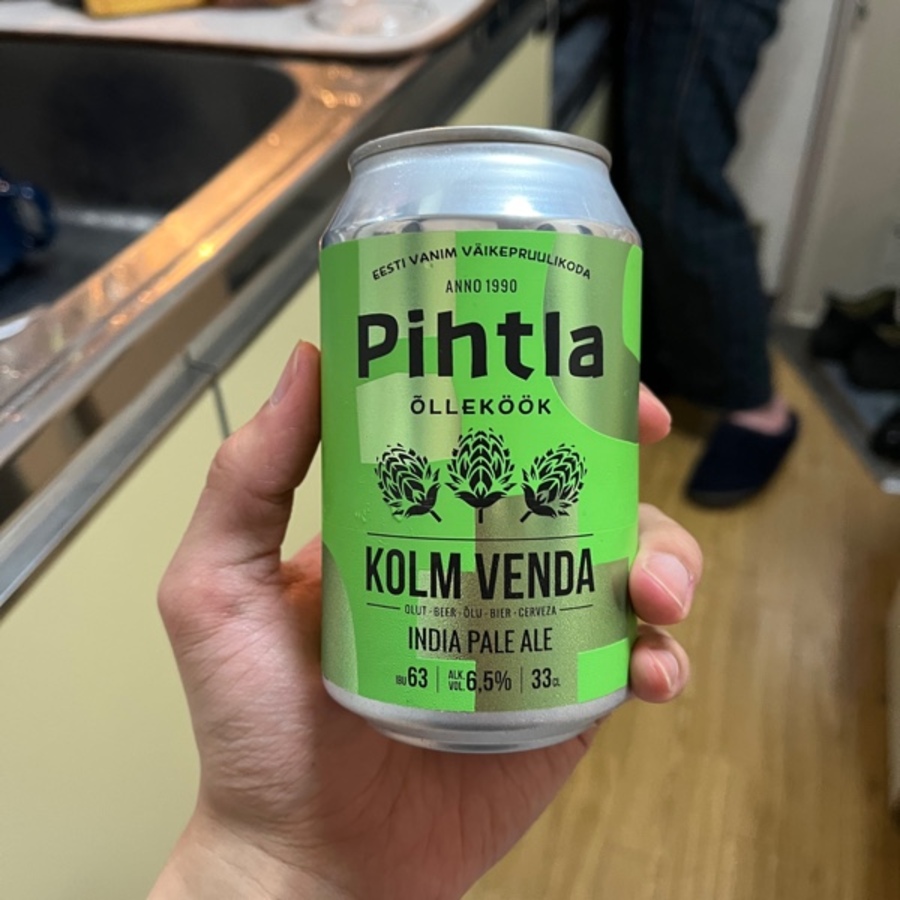 EESTI VANIM VÄIKEPRUULIKODA
ANNO 1990
Pihtla
ÕLLEKÖÖK
KOLM VENDA
OLUT - BEER - ÕLU - BIER - CERVEZA
INDIA PALE ALE
IBU 63 | ALK. VOL. 6,5% | 33 CL